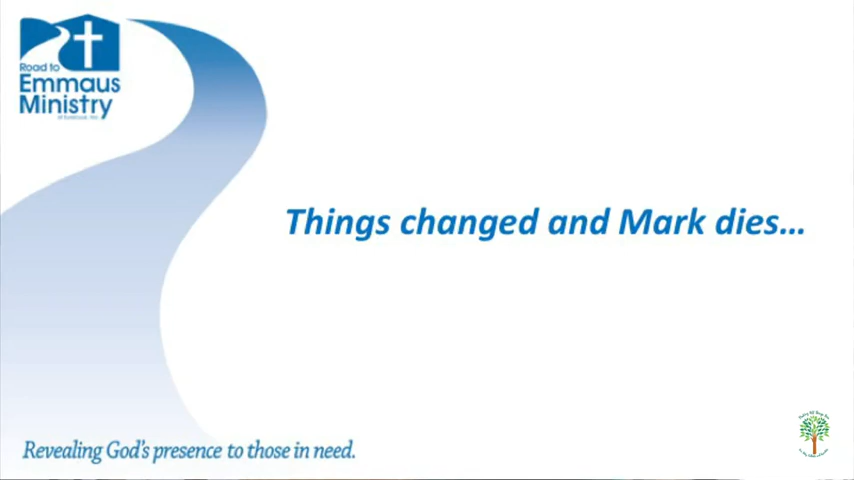 Road to
Emmaus
Ministry
Things changed and Mark dies...
Revealing God's presence to those in need.